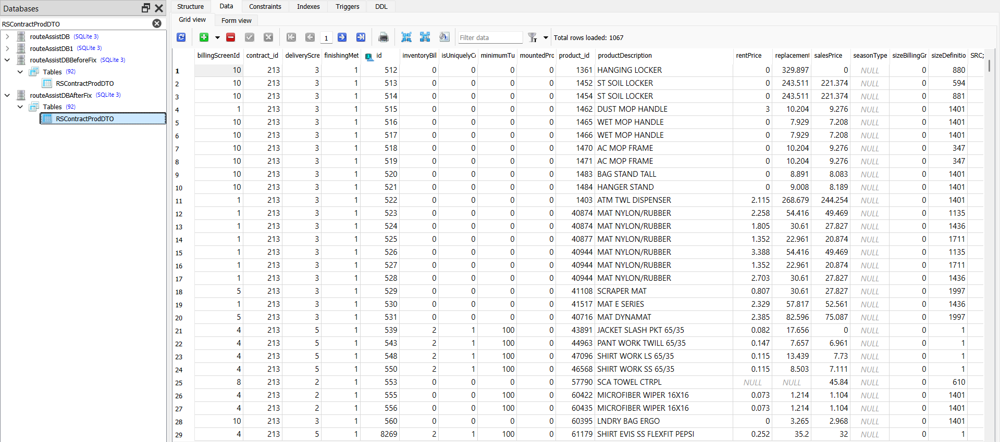 Databases
RSContractProdDTO
routeAssistDB (SQLite 3)
routeAssistDB1 (SQLite 3)
routeAssistDBBeforeFix (SQLite 3)
Tables (92)
RSContractProdDTO
routeAssistDBAfterFix (SQLite 3)
Tables (92)
RSContractProdDTO
Structure Data Constraints Indexes Triggers DDL
Grid view Form view
1 Filter data Total rows loaded: 1067
billingScreenId contract_id deliveryScre finishingMet id inventoryBill isUniquelyCo minimumTu mountedPro product_id productDescription rentPrice replacement salesPrice seasonType sizeBillingGr sizeDefinitio SRC;
1 10 213 3 1 512 0 0 0 0 1361 HANGING LOCKER 0 329.897 0 NULL 0 880
2 10 213 3 1 513 0 0 0 0 1452 ST SOIL LOCKER 0 243.511 221.374 NULL 0 594
3 10 213 3 1 514 0 0 0 0 1454 ST SOIL LOCKER 0 243.511 221.374 NULL 0 881
4 1 213 3 1 515 0 0 0 0 1462 DUST MOP HANDLE 3 10.204 9.276 NULL 0 1401
5 10 213 3 1 516 0 0 0 0 1465 WET MOP HANDLE 0 7.929 7.208 NULL 0 1401
6 10 213 3 1 517 0 0 0 0 1466 WET MOP HANDLE 0 7.929 7.208 NULL 0 1401
7 10 213 3 1 518 0 0 0 0 1470 AC MOP FRAME 0 10.204 9.276 NULL 0 347
8 10 213 3 1 519 0 0 0 0 1471 AC MOP FRAME 0 10.204 9.276 NULL 0 347
9 10 213 3 1 520 0 0 0 0 1483 BAG STAND TALL 0 8.891 8.083 NULL 0 1401
10 10 213 3 1 521 0 0 0 0 1484 HANGER STAND 0 9.008 8.189 NULL 0 1401
11 1 213 3 1 522 0 0 0 0 1403 ATM TWL DISPENSER 2.115 268.679 244.254 NULL 0 1401
12 1 213 3 1 523 0 0 0 0 40874 MAT NYLON/RUBBER 2.258 54.416 49.469 NULL 0 1135
13 1 213 3 1 524 0 0 0 0 40874 MAT NYLON/RUBBER 1.805 30.61 27.827 NULL 0 1436
14 1 213 3 1 525 0 0 0 0 40877 MAT NYLON/RUBBER 1.352 22.961 20.874 NULL 0 1711
15 1 213 3 1 526 0 0 0 0 40944 MAT NYLON/RUBBER 3.388 54.416 49.469 NULL 0 1135
16 1 213 3 1 527 0 0 0 0 40944 MAT NYLON/RUBBER 1.352 22.961 20.874 NULL 0 1711
17 1 213 3 1 528 0 0 0 0 40944 MAT NYLON/RUBBER 2.703 30.61 27.827 NULL 0 1436
18 5 213 3 1 529 0 0 0 0 41108 SCRAPER MAT 0.807 30.61 27.827 NULL 0 1997
19 1 213 3 1 530 0 0 0 0 41517 MAT E SERIES 2.329 57.817 52.561 NULL 0 1436
20 5 213 3 1 531 0 0 0 0 40716 MAT DYNAMAT 2.385 82.596 75.087 NULL 0 1997
21 4 213 5 1 539 2 1 100 0 43891 JACKET SLASH PKT 65/35 0.082 17.656 0 NULL 0 1
22 4 213 5 1 543 2 1 100 0 44963 PANT WORK TWILL 65/35 0.147 7.657 6.961 NULL 0 1
23 4 213 5 1 548 2 1 100 0 47096 SHIRT WORK LS 65/35 0.115 13.439 7.73 NULL 0 1
24 4 213 5 1 550 2 1 100 0 46568 SHIRT WORK SS 65/35 0.115 8.503 7.111 NULL 0 1
25 8 213 2 1 553 0 0 0 0 57790 SCA TOWEL CTRPL NULL NULL 45.84 NULL 0 610
26 4 213 2 1 555 0 0 100 0 60422 MICROFIBER WIPER 16X16 0.073 1.214 1.104 NULL 0 1401
27 4 213 2 1 556 0 0 100 0 60435 MICROFIBER WIPER 16X16 0.073 1.214 1.104 NULL 0 1401
28 10 213 3 1 560 0 0 0 0 60395 LNDRY BAG ERGO 0 3.265 2.968 NULL 0 1401
29 4 213 5 1 8269 2 1 100 0 61179 SHIRT EVIS SS FLEXFIT PEPSI 0.252 35.2 32 NULL 0 1